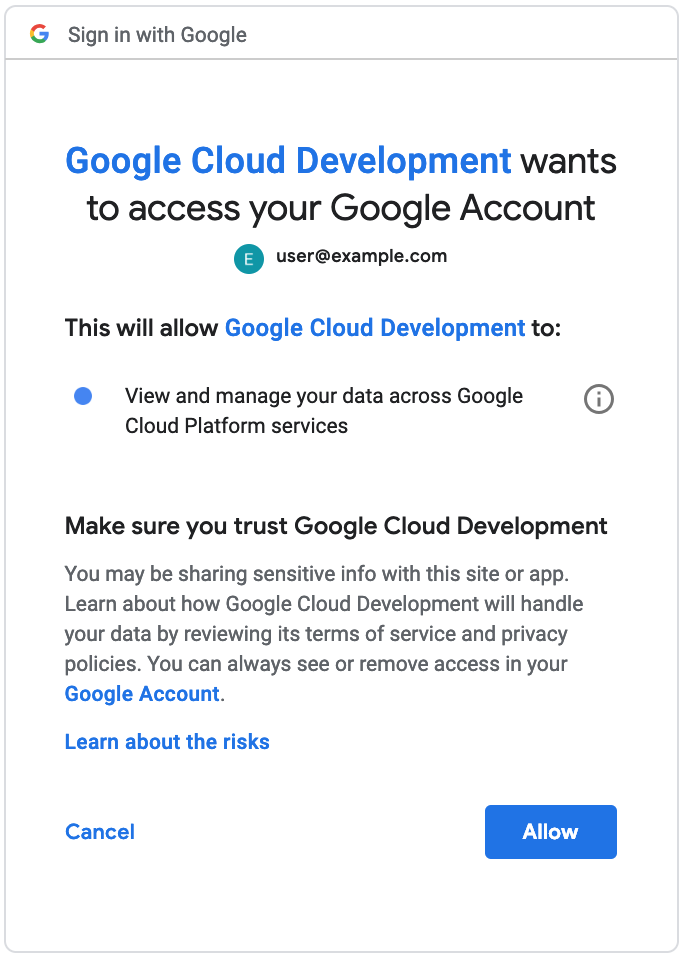 Sign in with Google
Google Cloud Development wants
to access your Google Account
E user@example.com
This will allow Google Cloud Development to:
View and manage your data across Google
Cloud Platform services
Make sure you trust Google Cloud Development
You may be sharing sensitive info with this site or app.
Learn about how Google Cloud Development will handle
your data by reviewing its terms of service and privacy
policies. You can always see or remove access in your
Google Account.
Learn about the risks
Cancel Allow